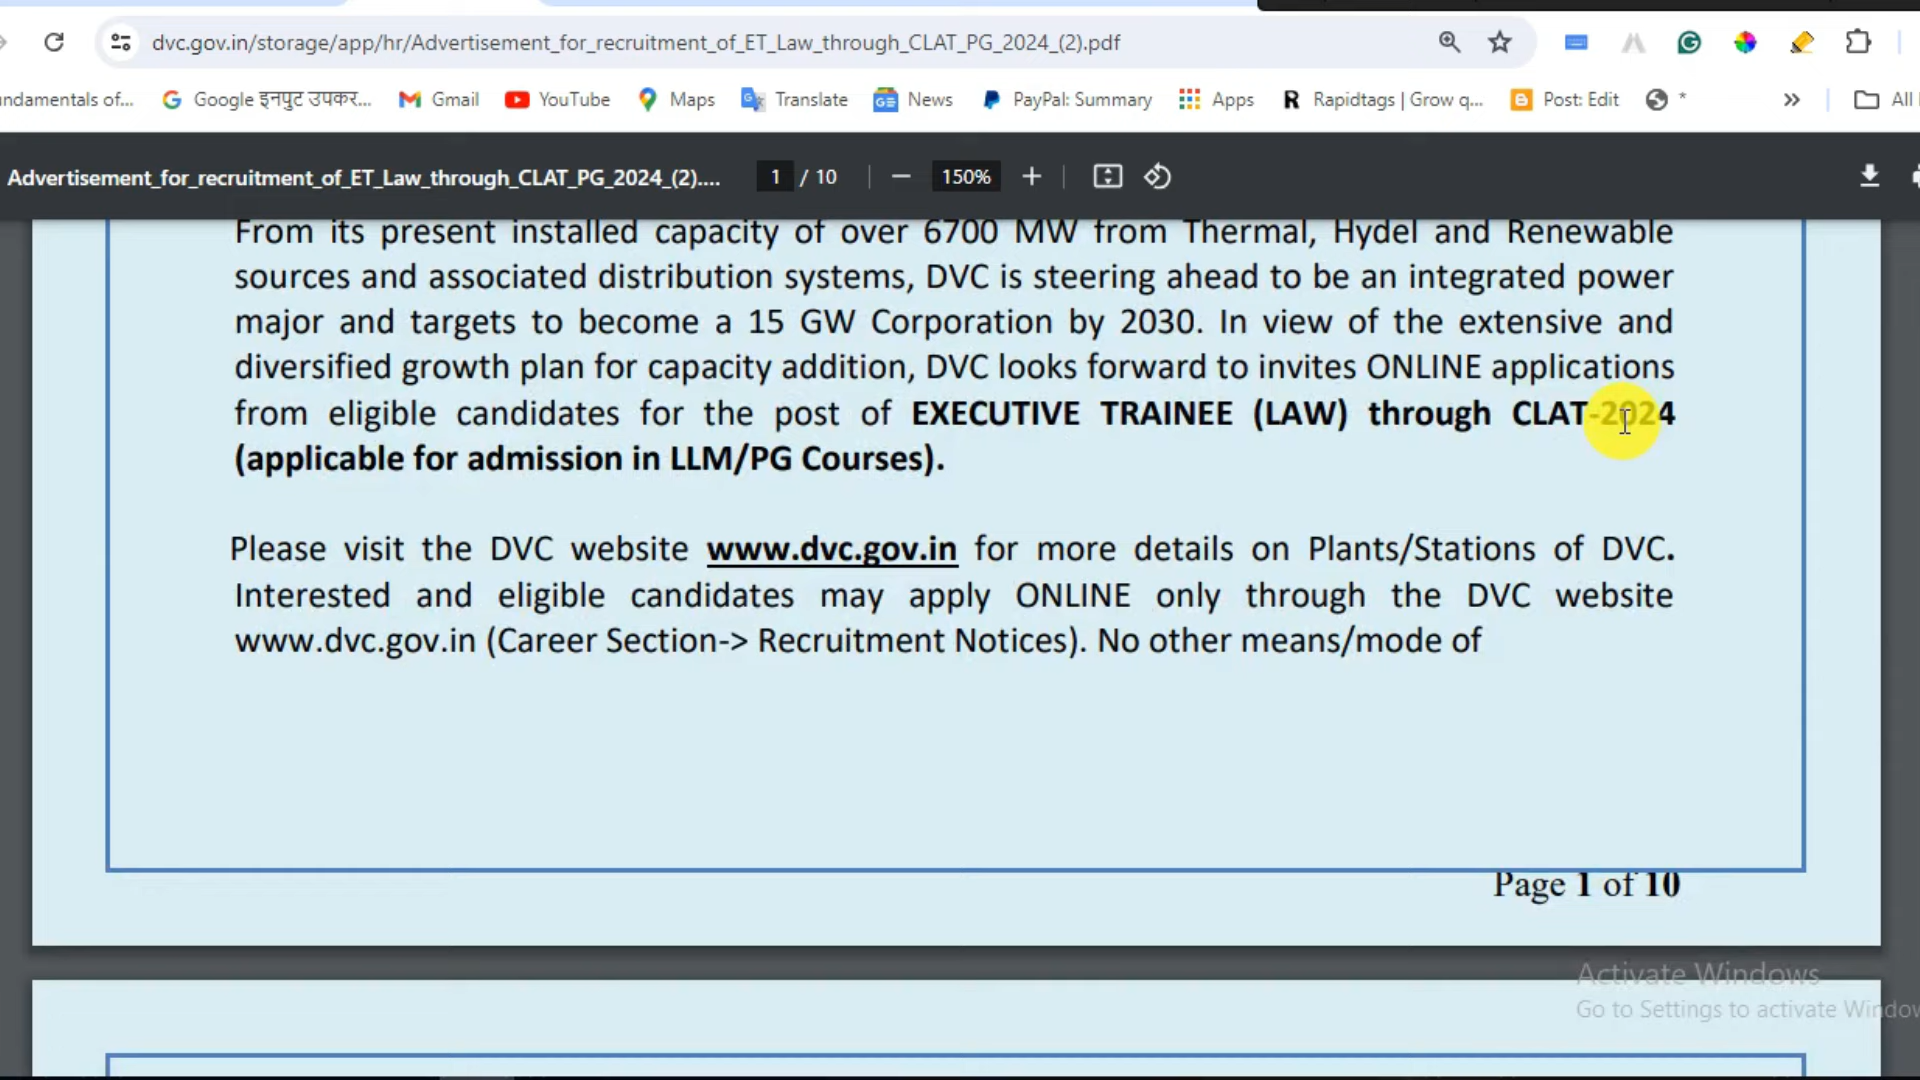 dvc.gov.in/storage/app/hr/Advertisement_for_recruitment_of_ET_Law_through_CLAT_PG_2024_(2).pdf
ndamentals of... Google इनपुट उपकर... Gmail YouTube Maps Translate News PayPal: Summary Apps Rapidtags | Grow q... Post: Edit * » All
Advertisement_for_recruitment_of_ET_Law_through_CLAT_PG_2024_(2).... 1 / 10 150%
From its present installed capacity of over 6700 MW from Thermal, Hydel and Renewable
sources and associated distribution systems, DVC is steering ahead to be an integrated power
major and targets to become a 15 GW Corporation by 2030. In view of the extensive and
diversified growth plan for capacity addition, DVC looks forward to invites ONLINE applications
from eligible candidates for the post of EXECUTIVE TRAINEE (LAW) through CLAT-2024
(applicable for admission in LLM/PG Courses).
Please visit the DVC website www.dvc.gov.in for more details on Plants/Stations of DVC.
Interested and eligible candidates may apply ONLINE only through the DVC website
www.dvc.gov.in (Career Section-> Recruitment Notices). No other means/mode of
Page 1 of 10
Activate Windows
Go to Settings to activate Windo